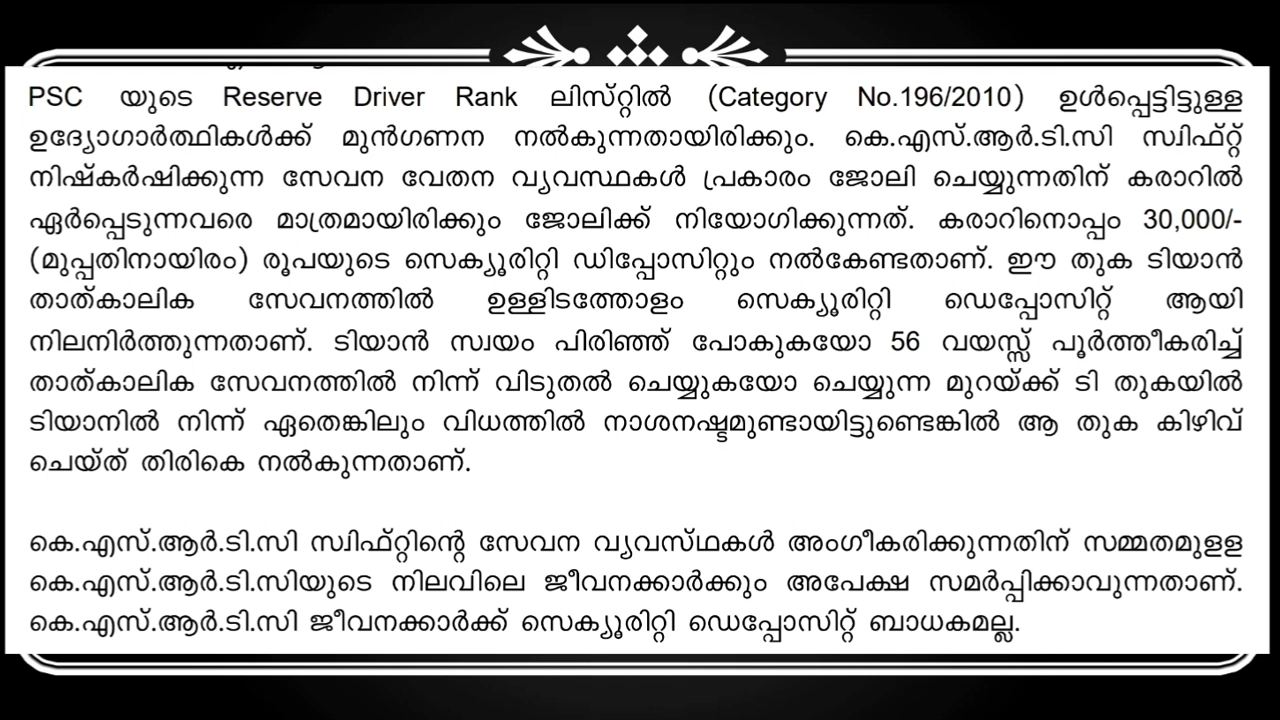 PSC യുടെ Reserve Driver Rank ലിസ്റ്റിൽ (Category No.196/2010) ഉൾപ്പെട്ടിട്ടുള്ള
ഉദ്യോഗാർത്ഥികൾക്ക് മുൻഗണന നൽകുന്നതായിരിക്കും. കെ.എസ്.ആർ.ടി.സി സ്വിഫ്റ്റ്
നിഷ്കർഷിക്കുന്ന സേവന വേതന വ്യവസ്ഥകൾ പ്രകാരം ജോലി ചെയ്യുന്നതിന് കരാറിൽ
ഏർപ്പെടുന്നവരെ മാത്രമായിരിക്കും ജോലിക്ക് നിയോഗിക്കുന്നത്. കരാറിനൊപ്പം 30,000/-
(മുപ്പതിനായിരം) രൂപയുടെ സെക്യൂരിറ്റി ഡിപ്പോസിറ്റും നൽകേണ്ടതാണ്. ഈ തുക ടിയാൻ
താത്കാലിക സേവനത്തിൽ ഉള്ളിടത്തോളം സെക്യൂരിറ്റി ഡെപ്പോസിറ്റ് ആയി
നിലനിർത്തുന്നതാണ്. ടിയാൻ സ്വയം പിരിഞ്ഞ് പോകുകയോ 56 വയസ്സ് പൂർത്തീകരിച്ച്
താത്കാലിക സേവനത്തിൽ നിന്ന് വിടുതൽ ചെയ്യുകയോ ചെയ്യുന്ന മുറയ്ക്ക് ടി തുകയിൽ
ടിയാനിൽ നിന്ന് ഏതെങ്കിലും വിധത്തിൽ നാശനഷ്ടമുണ്ടായിട്ടുണ്ടെങ്കിൽ ആ തുക കിഴിവ്
ചെയ്ത് തിരികെ നൽകുന്നതാണ്.
കെ.എസ്.ആർ.ടി.സി സ്വിഫ്റ്റിന്റെ സേവന വ്യവസ്ഥകൾ അംഗീകരിക്കുന്നതിന് സമ്മതമുളള
കെ.എസ്.ആർ.ടി.സിയുടെ നിലവിലെ ജീവനക്കാർക്കും അപേക്ഷ സമർപ്പിക്കാവുന്നതാണ്.
കെ.എസ്.ആർ.ടി.സി ജീവനക്കാർക്ക് സെക്യൂരിറ്റി ഡെപ്പോസിറ്റ് ബാധകമല്ല.